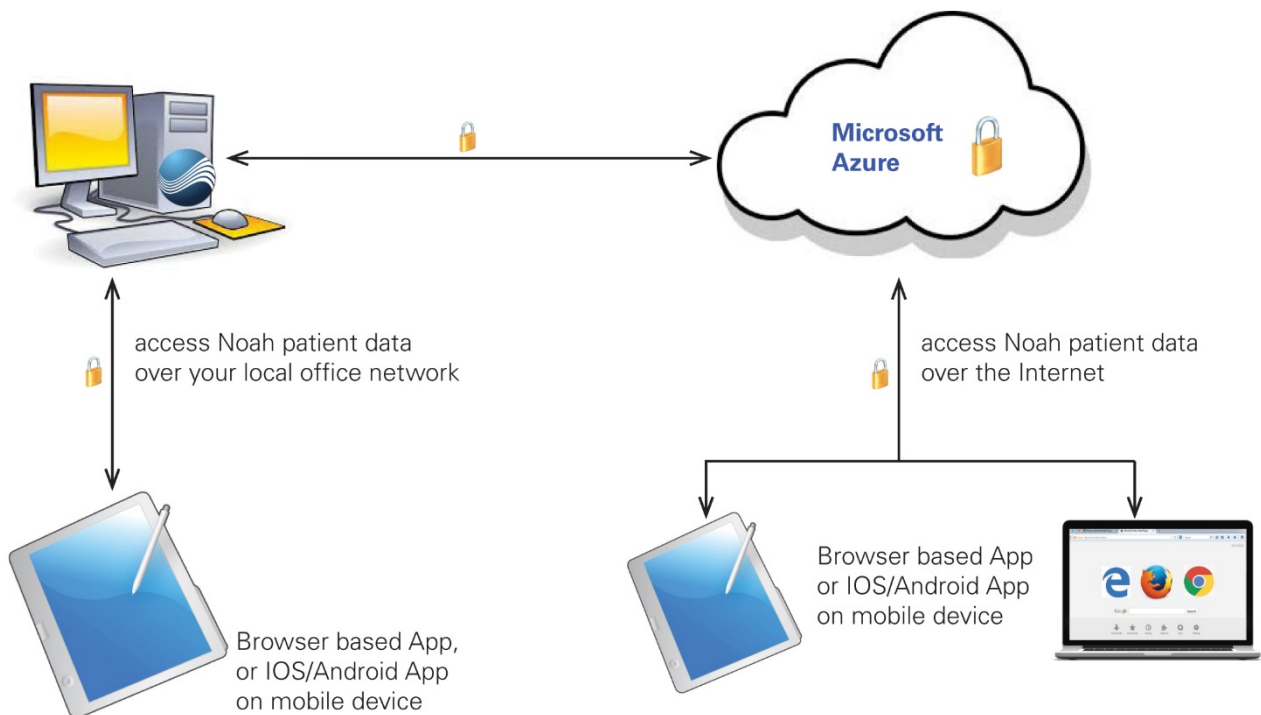 Microsoft
Azure
access Noah patient data
over your local office network
access Noah patient data
over the Internet
Browser based App,
or IOS/Android App
on mobile device
Browser based App
or IOS/Android App
on mobile device
Google